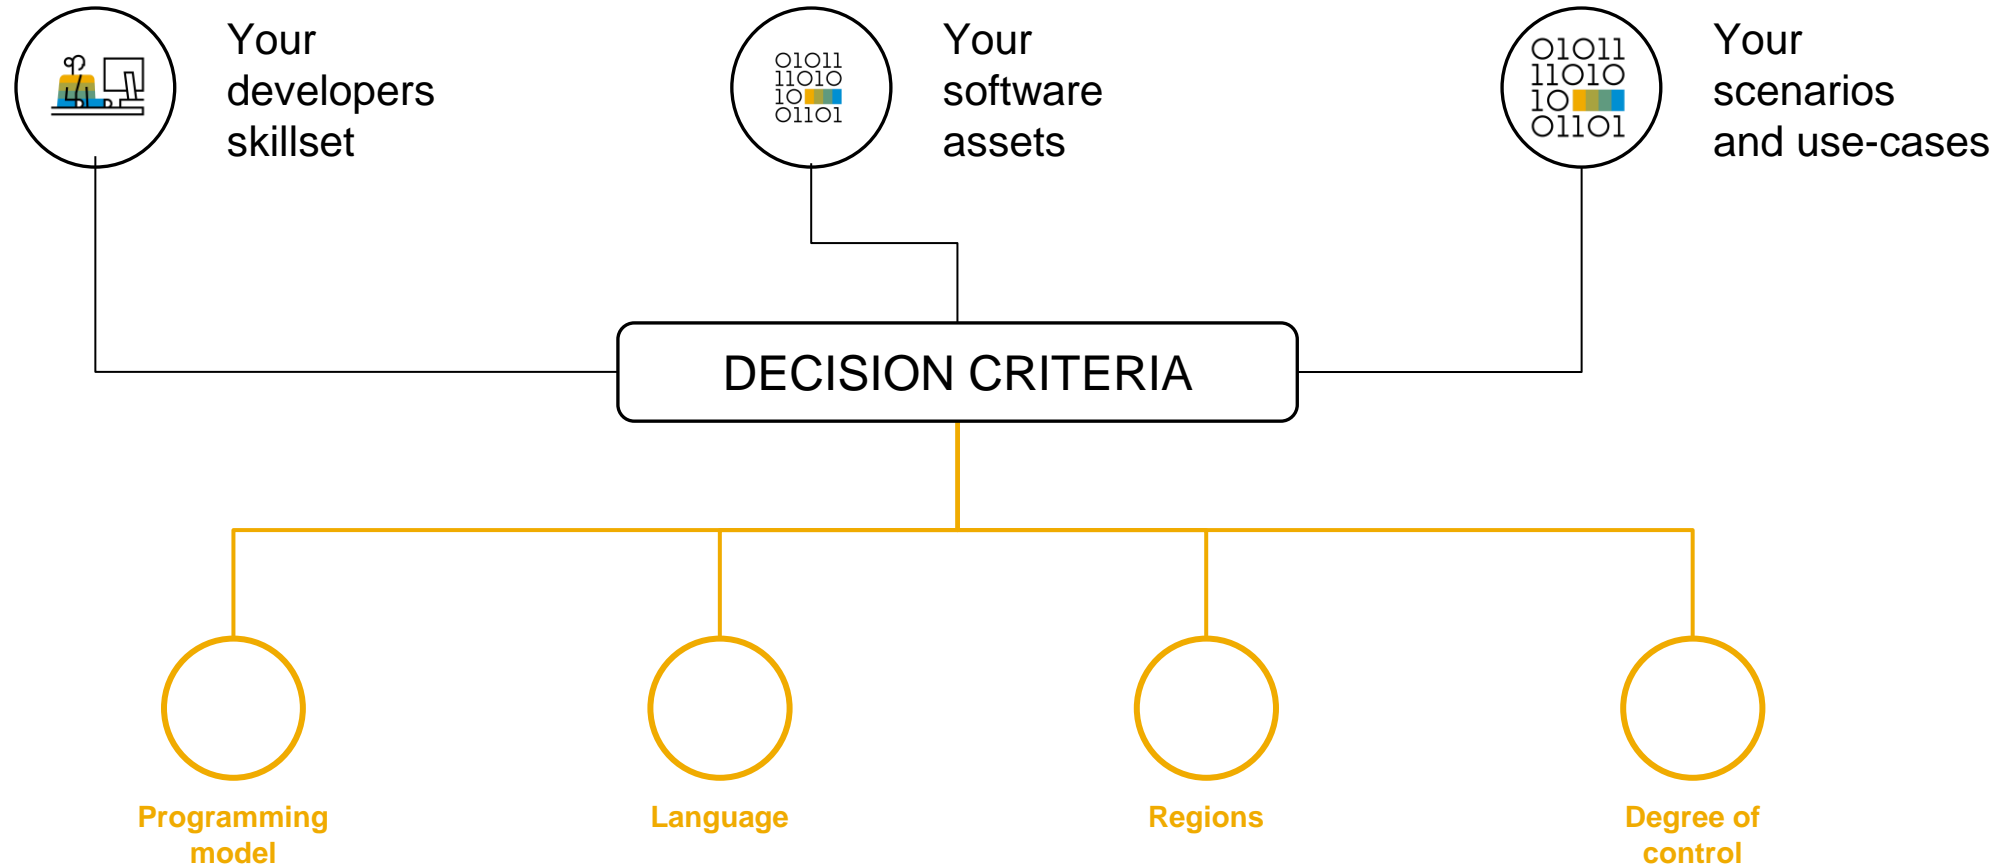 Your
developers
skillset
01011
11010
10
01101
Your
software
assets
01011
11010
10
01101
Your
scenarios
and use-cases
DECISION CRITERIA
Programming
model
Language
Regions
Degree of
control